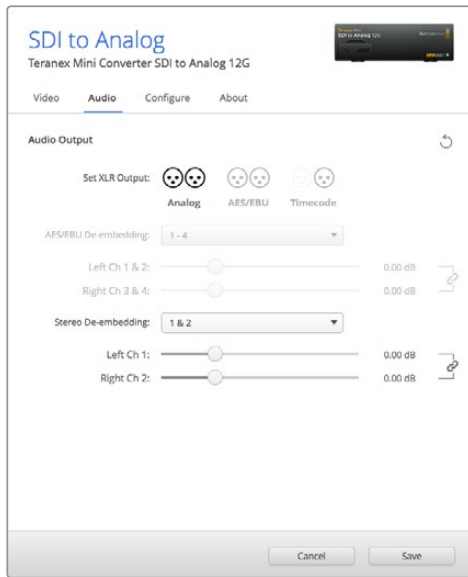 SDI to Analog
Teranex Mini Converter SDI to Analog 12G
Video Audio Configure About
Audio Output
Set XLR Output:
Analog AES/EBU Timecode
AES/EBU De-embedding: 1 - 4
Left Ch 1 & 2: 0.00 dB
Right Ch 3 & 4: 0.00 dB
Stereo De-embedding: 1 & 2
Left Ch 1: 0.00 dB
Right Ch 2: 0.00 dB
Cancel Save